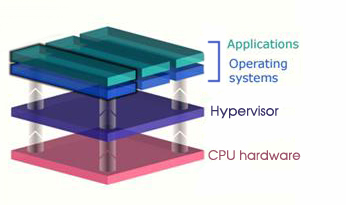 Applications
Operating
systems
Hypervisor
CPU hardware